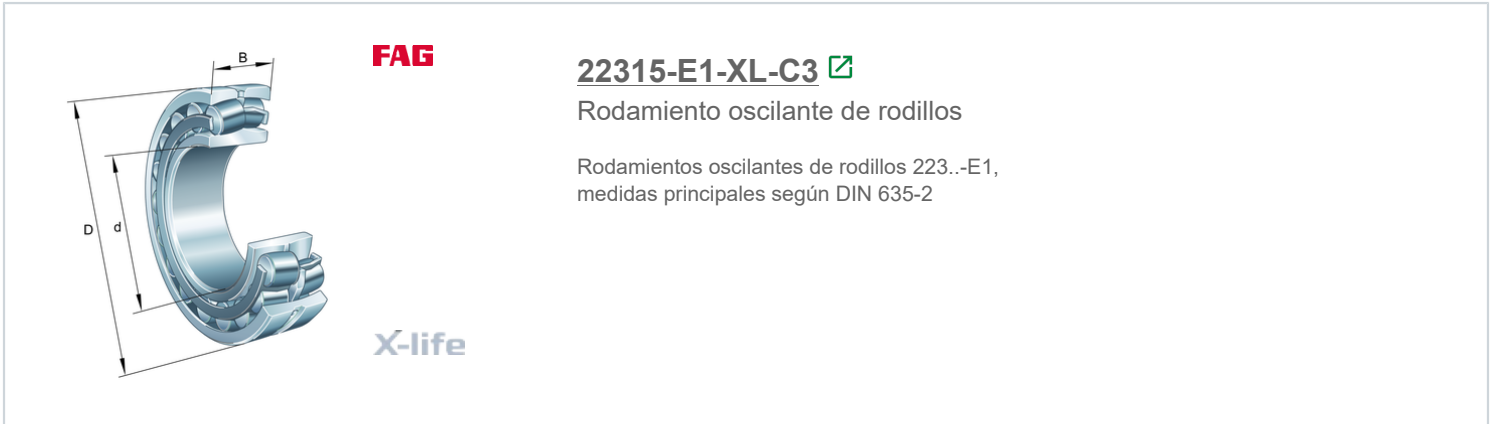 B
FAG
22315-E1-XL-C3
Rodamiento oscilante de rodillos
Rodamientos oscilantes de rodillos 223..-E1,
medidas principales según DIN 635-2
D
d
X-life